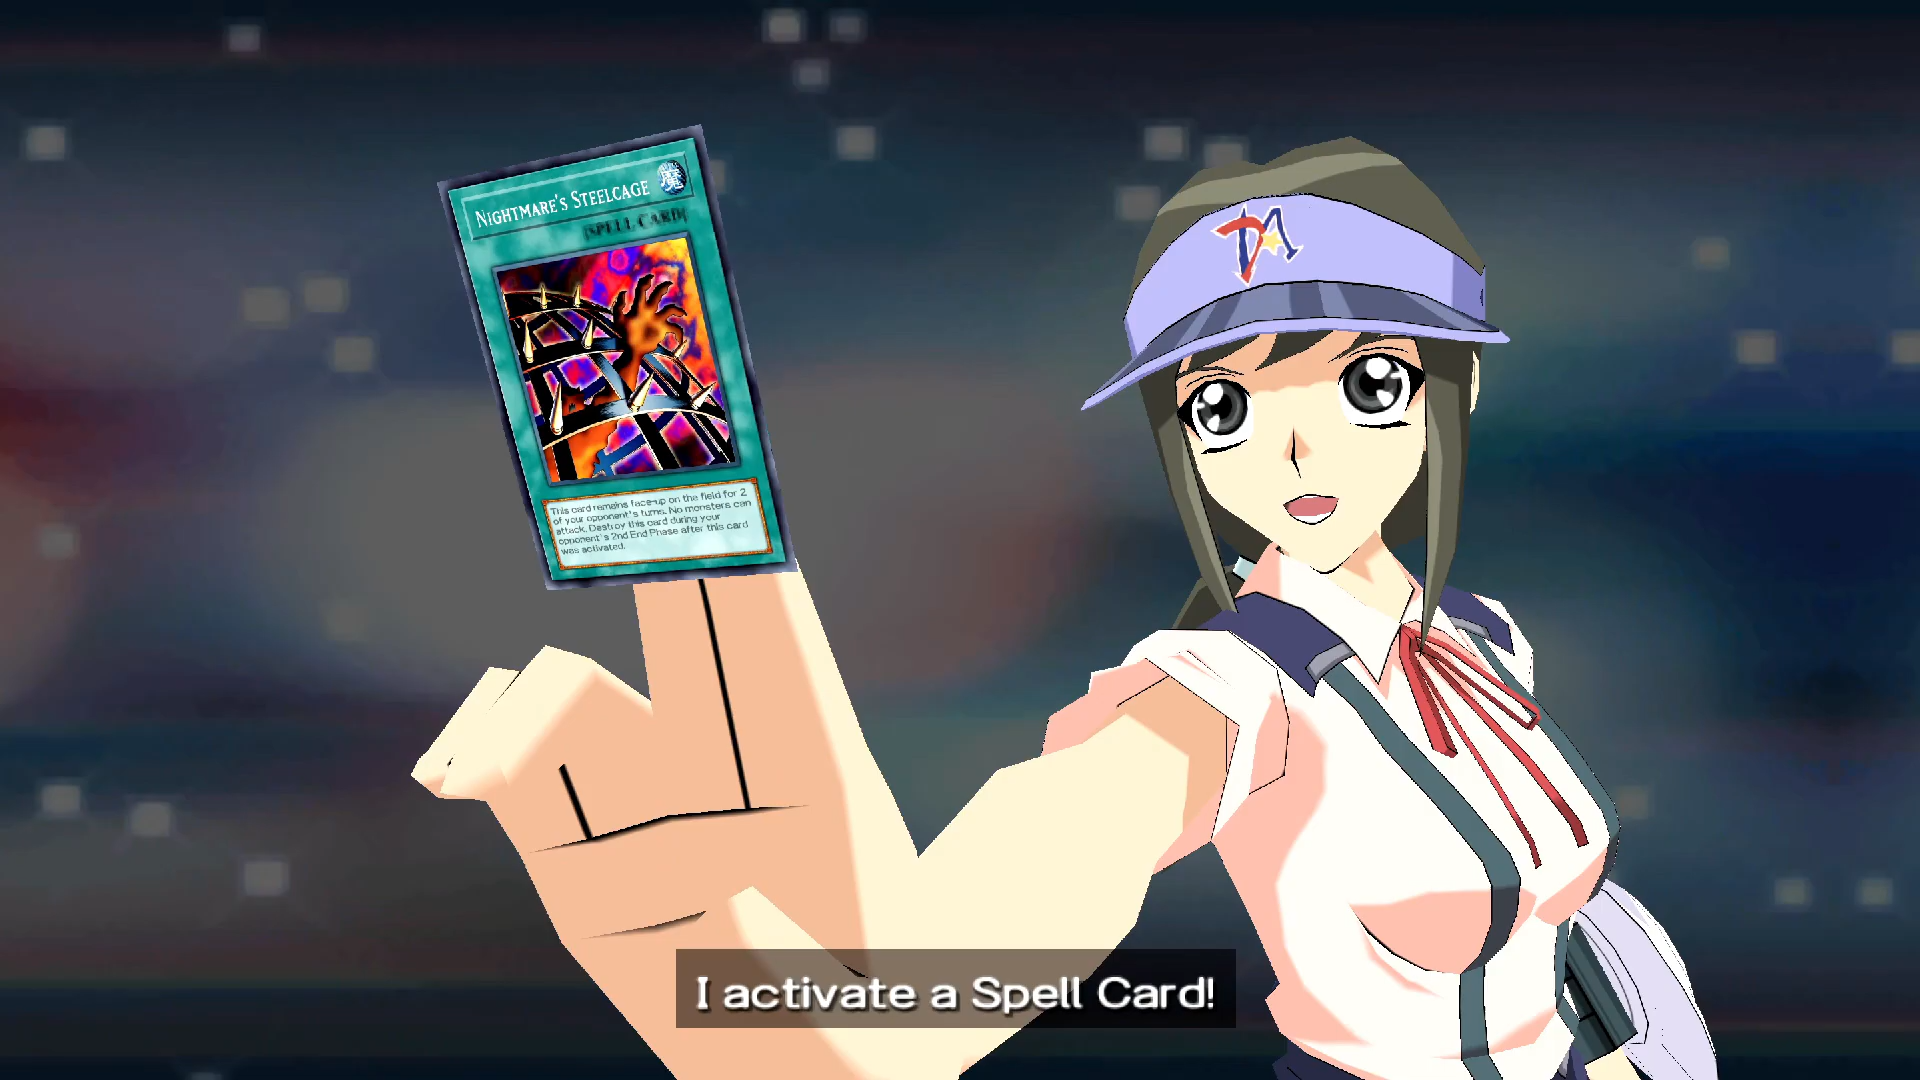 NIGHTMARE'S STEELCAGE 魔
[SPELL CARD]
This card remains face-up on the field for 2
of your opponent's turns. No monsters can
attack. Destroy this card during your
opponent's 2nd End Phase after this card
was activated.
DM
I activate a Spell Card!